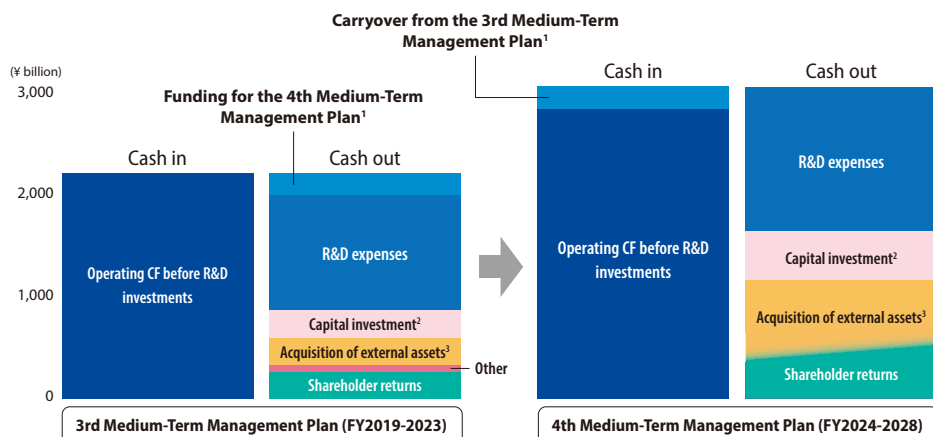 Carryover from the 3rd Medium-Term
Management Plan1
(¥ billion)
Cash in
Cash out
3,000
Funding for the 4th Medium-Term
Management Plan1
Cash in
Cash out
R&D expenses
2,000
R&D expenses
Operating CF before R&D
investments
Operating CF before R&D
investments
Capital investment2
1,000
Acquisition of external assets3
Capital investment2
Acquisition of external assets3
Other
Shareholder returns
Shareholder returns
0
3rd Medium-Term Management Plan (FY2019-2023)
4th Medium-Term Management Plan (FY2024-2028)